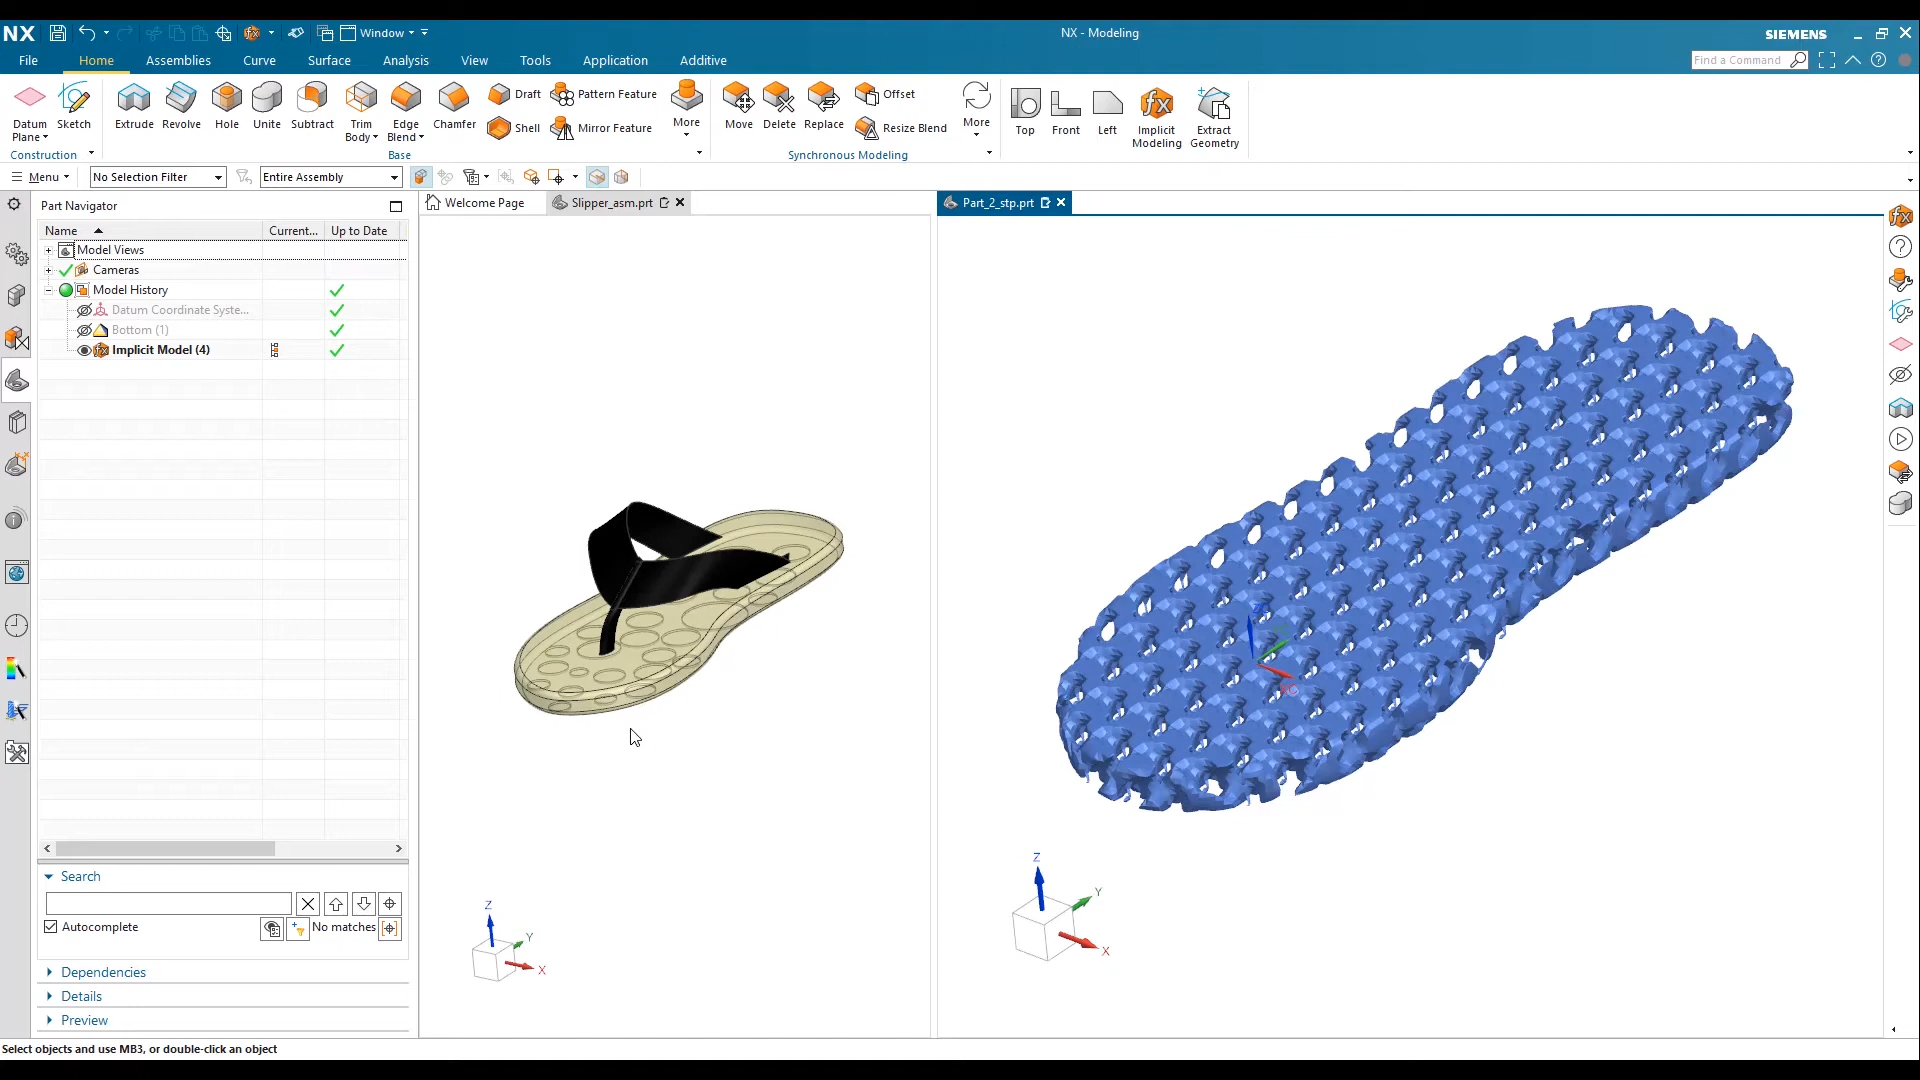 NX
Window
NX - Modeling
SIEMENS
File Home Assemblies Curve Surface Analysis View Tools Application Additive
Find a Command
Datum Plane
Sketch
Extrude
Revolve
Hole
Unite
Subtract
Trim Body
Edge Blend
Chamfer
Draft
Shell
Pattern Feature
Mirror Feature
More
Move
Delete
Replace
Offset
Resize Blend
More
Top
Front
Left
Implicit Modeling
Extract Geometry
Construction
Base
Synchronous Modeling
Menu
No Selection Filter
Entire Assembly
Part Navigator
Welcome Page
Slipper_asm.prt
Part_2_stp.prt
Name Current... Up to Date
Model Views
Cameras
Model History
Datum Coordinate Syste...
Bottom (1)
Implicit Model (4)
Search
Autocomplete
No matches
Dependencies
Details
Preview
Z
Y
X
Z
Y
X
Select objects and use MB3, or double-click an object